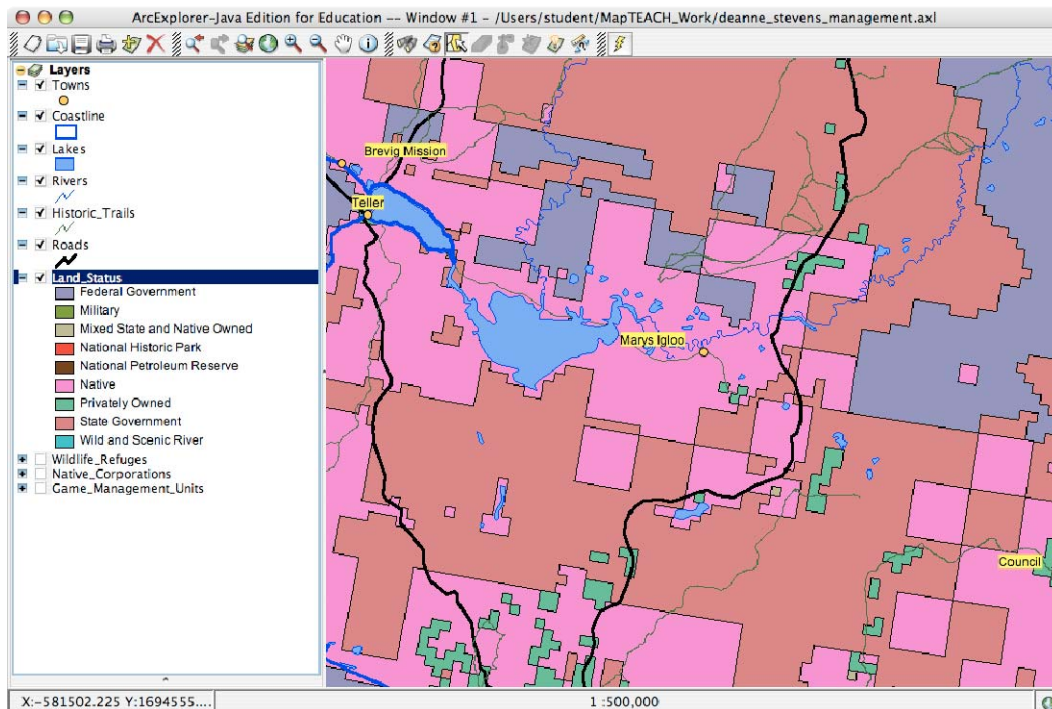 ArcExplorer-Java Edition for Education -- Window #1 - /Users/student/MapTEACH_Work/deanne_stevens_management.axl
Layers
Towns
Coastline
Lakes
Rivers
Historic_Trails
Roads
Land_Status
Federal Government
Military
Mixed State and Native Owned
National Historic Park
National Petroleum Reserve
Native
Privately Owned
State Government
Wild and Scenic River
Wildlife_Refuges
Native_Corporations
Game_Management_Units
Brevig Mission
Teller
Marys Igloo
Council
X:-581502.225 Y:1694555....
1 :500,000